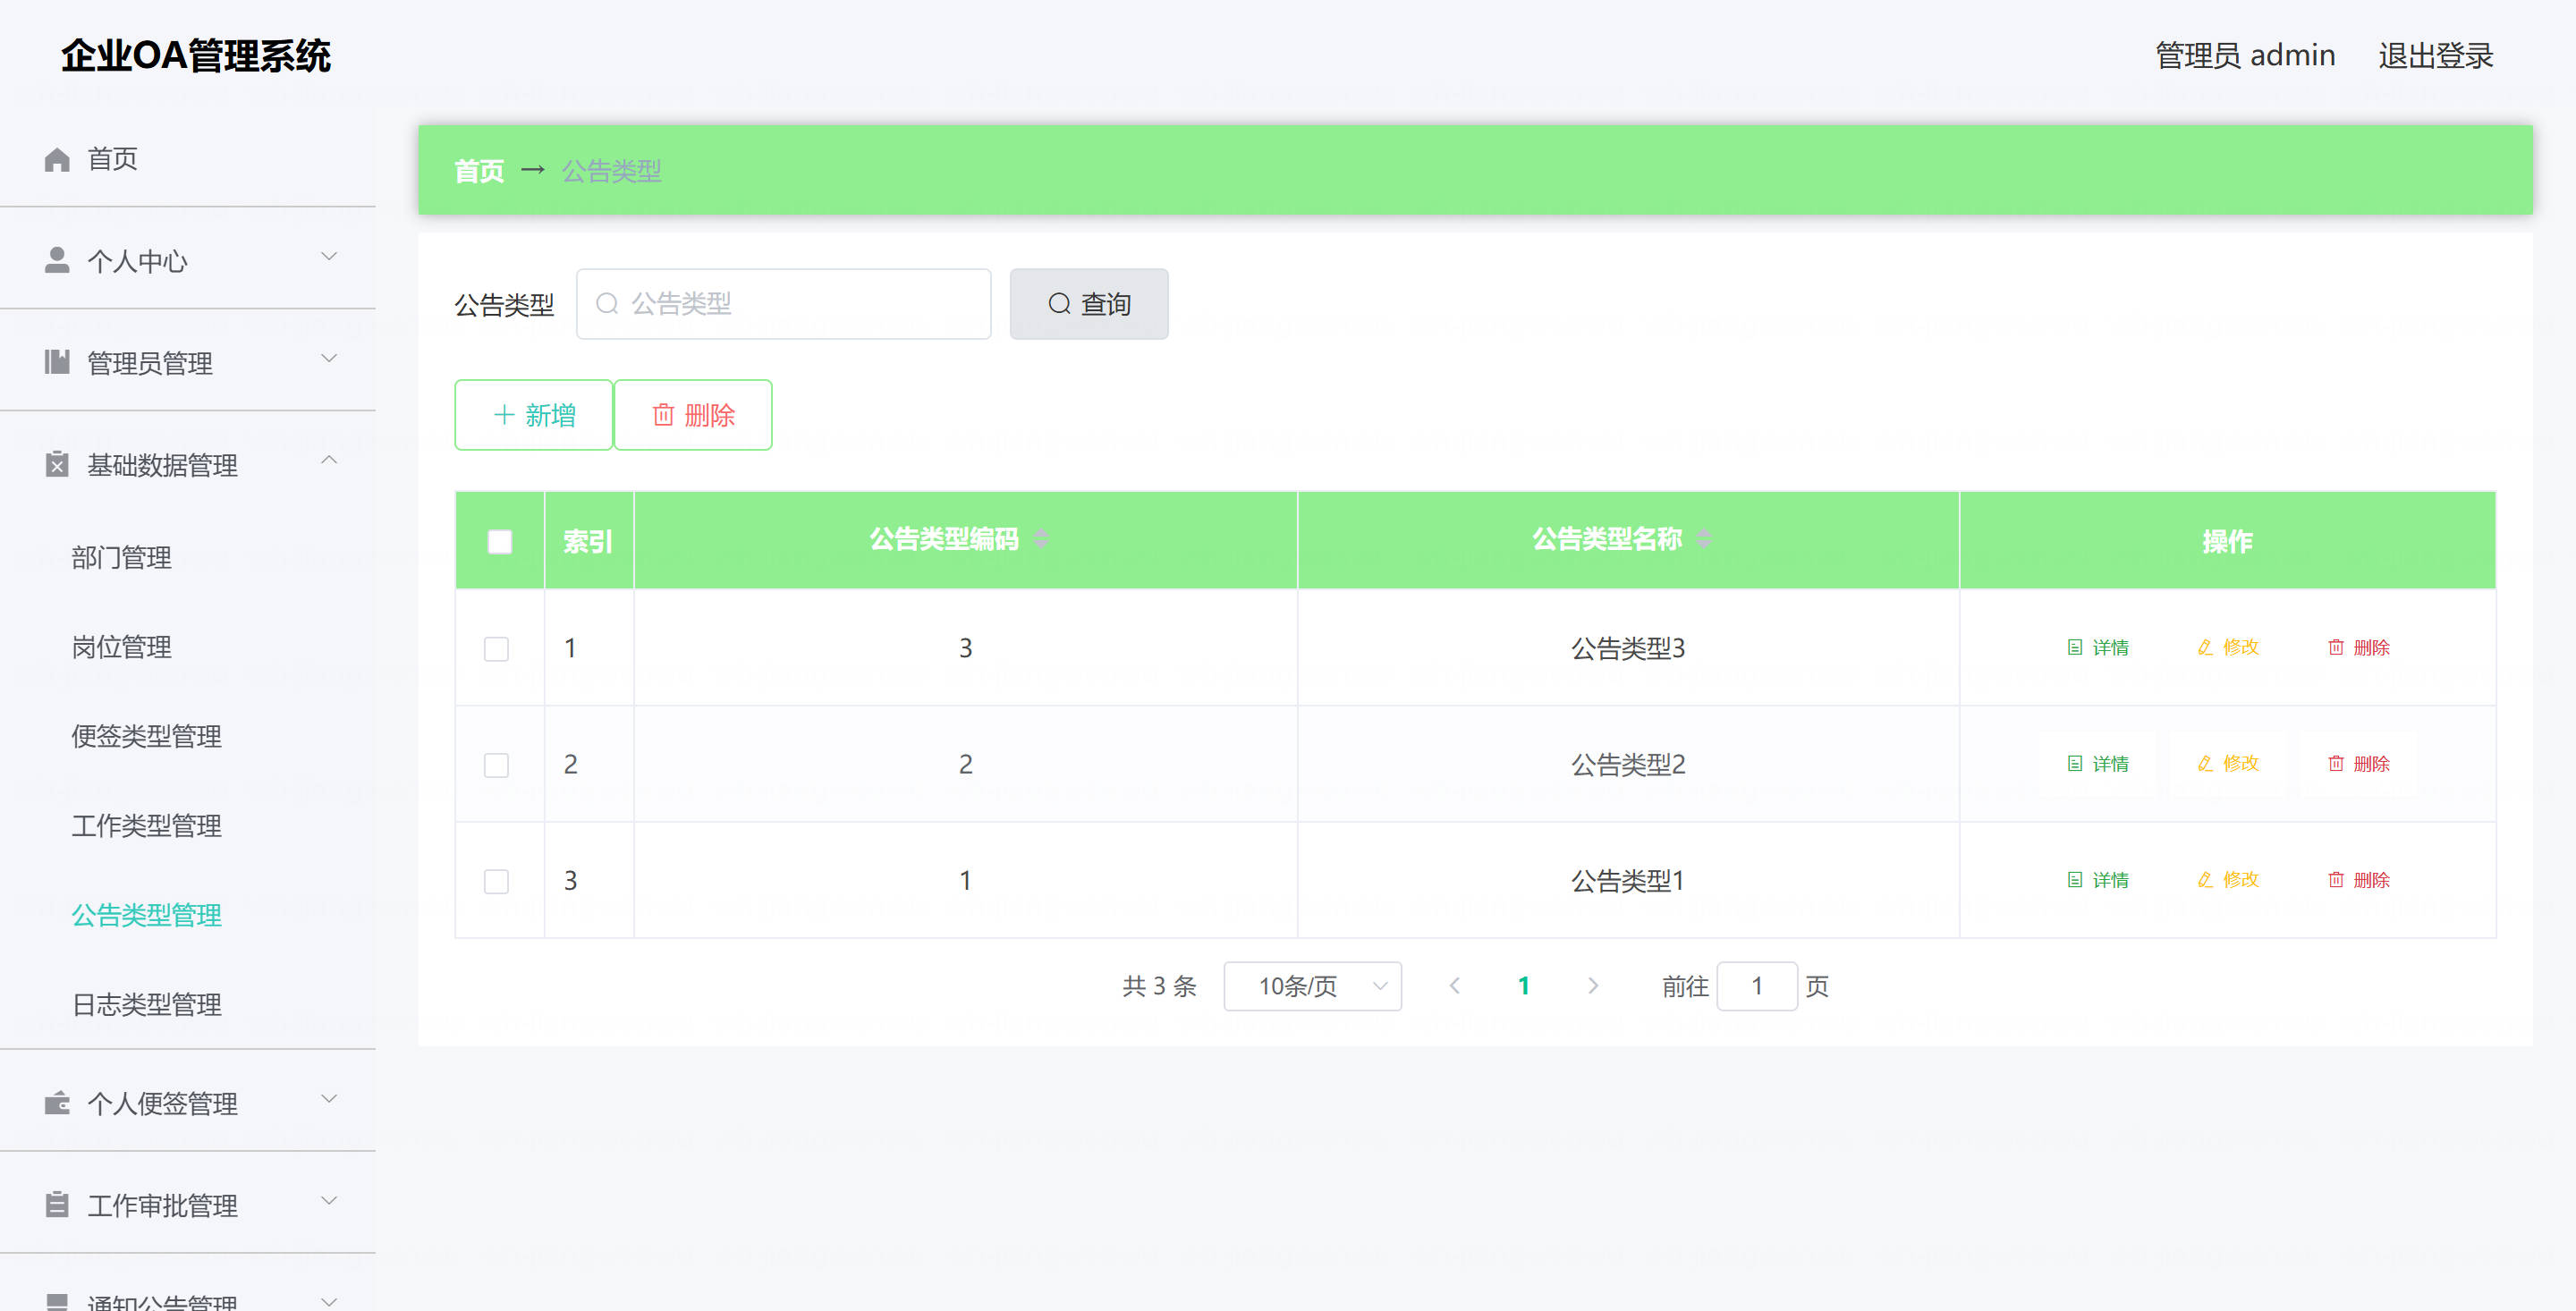 企业OA管理系统
管理员 admin 退出登录
首页
个人中心
管理员管理
基础数据管理
部门管理
岗位管理
便签类型管理
工作类型管理
公告类型管理
日志类型管理
个人便签管理
工作审批管理
通知公告管理
首页 → 公告类型
公告类型 公告类型 查询
新增 删除
索引 公告类型编码 公告类型名称 操作
1 3 公告类型3 详情 修改 删除
2 2 公告类型2 详情 修改 删除
3 1 公告类型1 详情 修改 删除
共 3 条 10条/页 1 前往 1 页